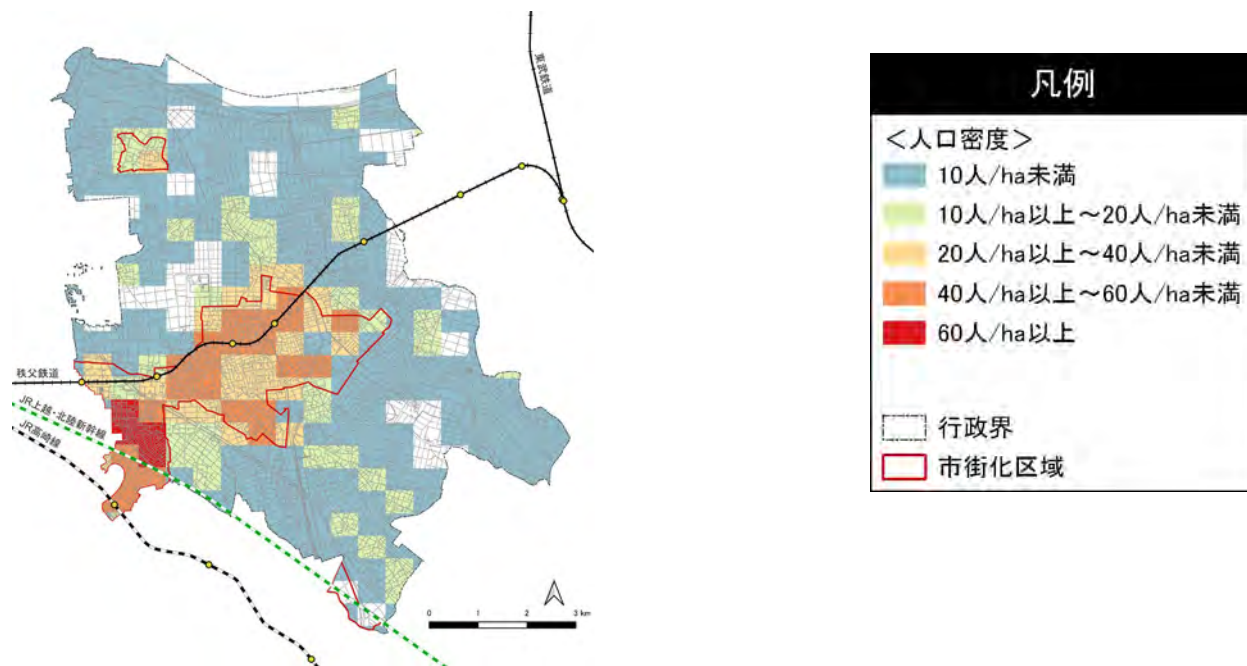 東武鉄道
秩父鉄道
JR上越・北陸新幹線
JR高崎線
0 1 2 3 km
凡例
＜人口密度＞
10人/ha未満
10人/ha以上～20人/ha未満
20人/ha以上～40人/ha未満
40人/ha以上～60人/ha未満
60人/ha以上
行政界
市街化区域